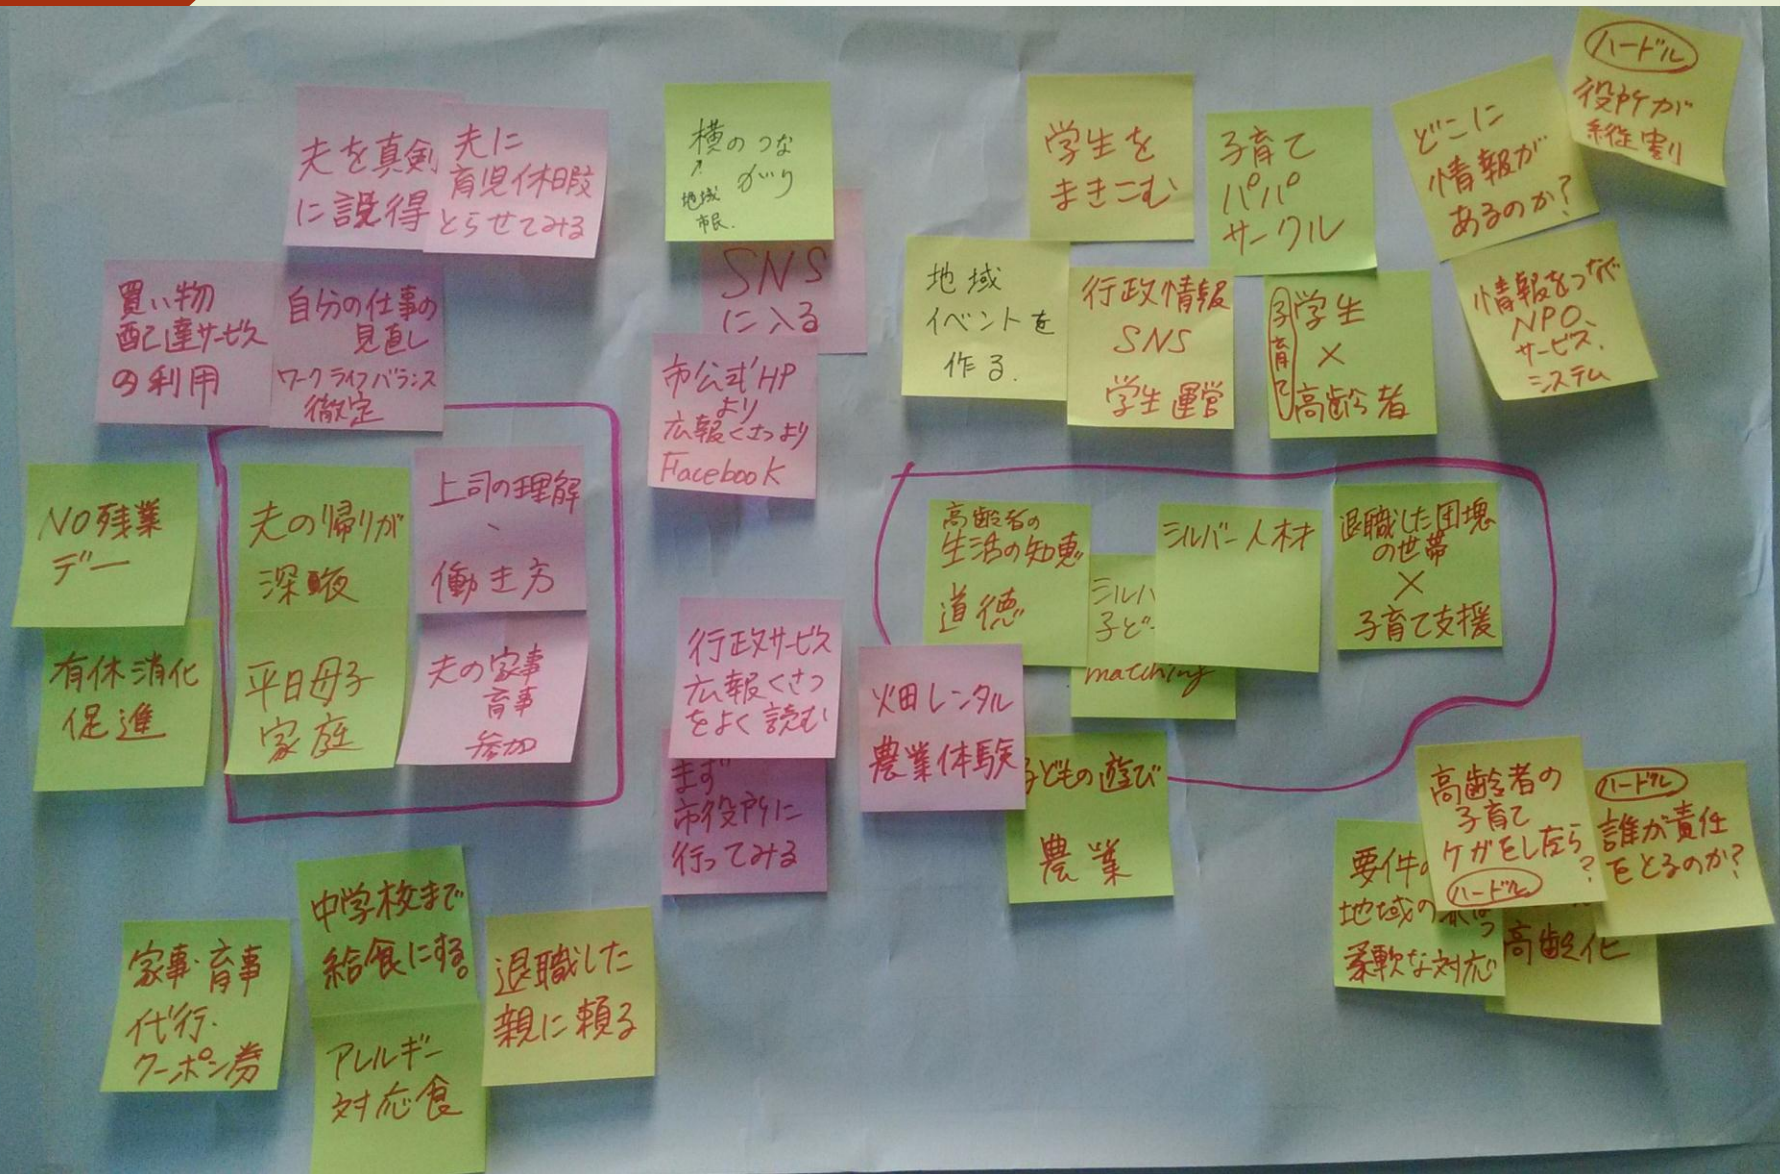 夫を真剣
に説得
夫に
育児休暇
とらせてみる
買い物
配達サービス
の利用
自分の仕事の
見直し
ワークライフバランス
徹定
NO残業
デー
有休消化
促進
夫の帰りが
深夜
上司の理解
、
働き方
平日母子
家庭
夫の家事
育事
参加
家事・育事
代行.
クーポン券
中学校まで
給食にする。
アレルギー
対応食
退職した
親に頼る
横のつな
がり
地域
市民.
SNS
に入る
市公式HP
より
広報くさつより
Facebook
行政サービス
広報くさつ
をよく読む
まず
市役所に
行ってみる
学生を
まきこむ
子育て
パパ
サークル
どこに
情報が
あるのか?
ハードル
役所が
縦割り
地域
イベントを
作る.
行政情報
SNS
学生運営
子育て
学生
×
高齢者
情報をつなぐ
NPO、
サービス、
システム
高齢者の
生活の知恵
道徳
シルバ
子ど
matching
シルバー人材
退職した団塊
の世帯
×
子育て支援
畑レンタル
農業体験
子どもの遊び
農業
高齢者の
子育て
ケガをしたら
?
ハードル
ハードル
誰が責任
をとるのか?
要件の
地域の
柔軟な対応
高齢化